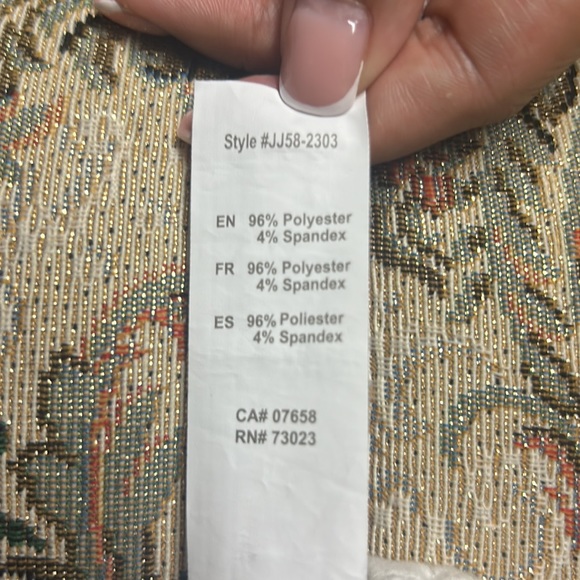 Style #JJ58-2303
EN 96% Polyester
4% Spandex
FR 96% Polyester
4% Spandex
ES 96% Poliester
4% Spandex
CA# 07658
RN# 73023